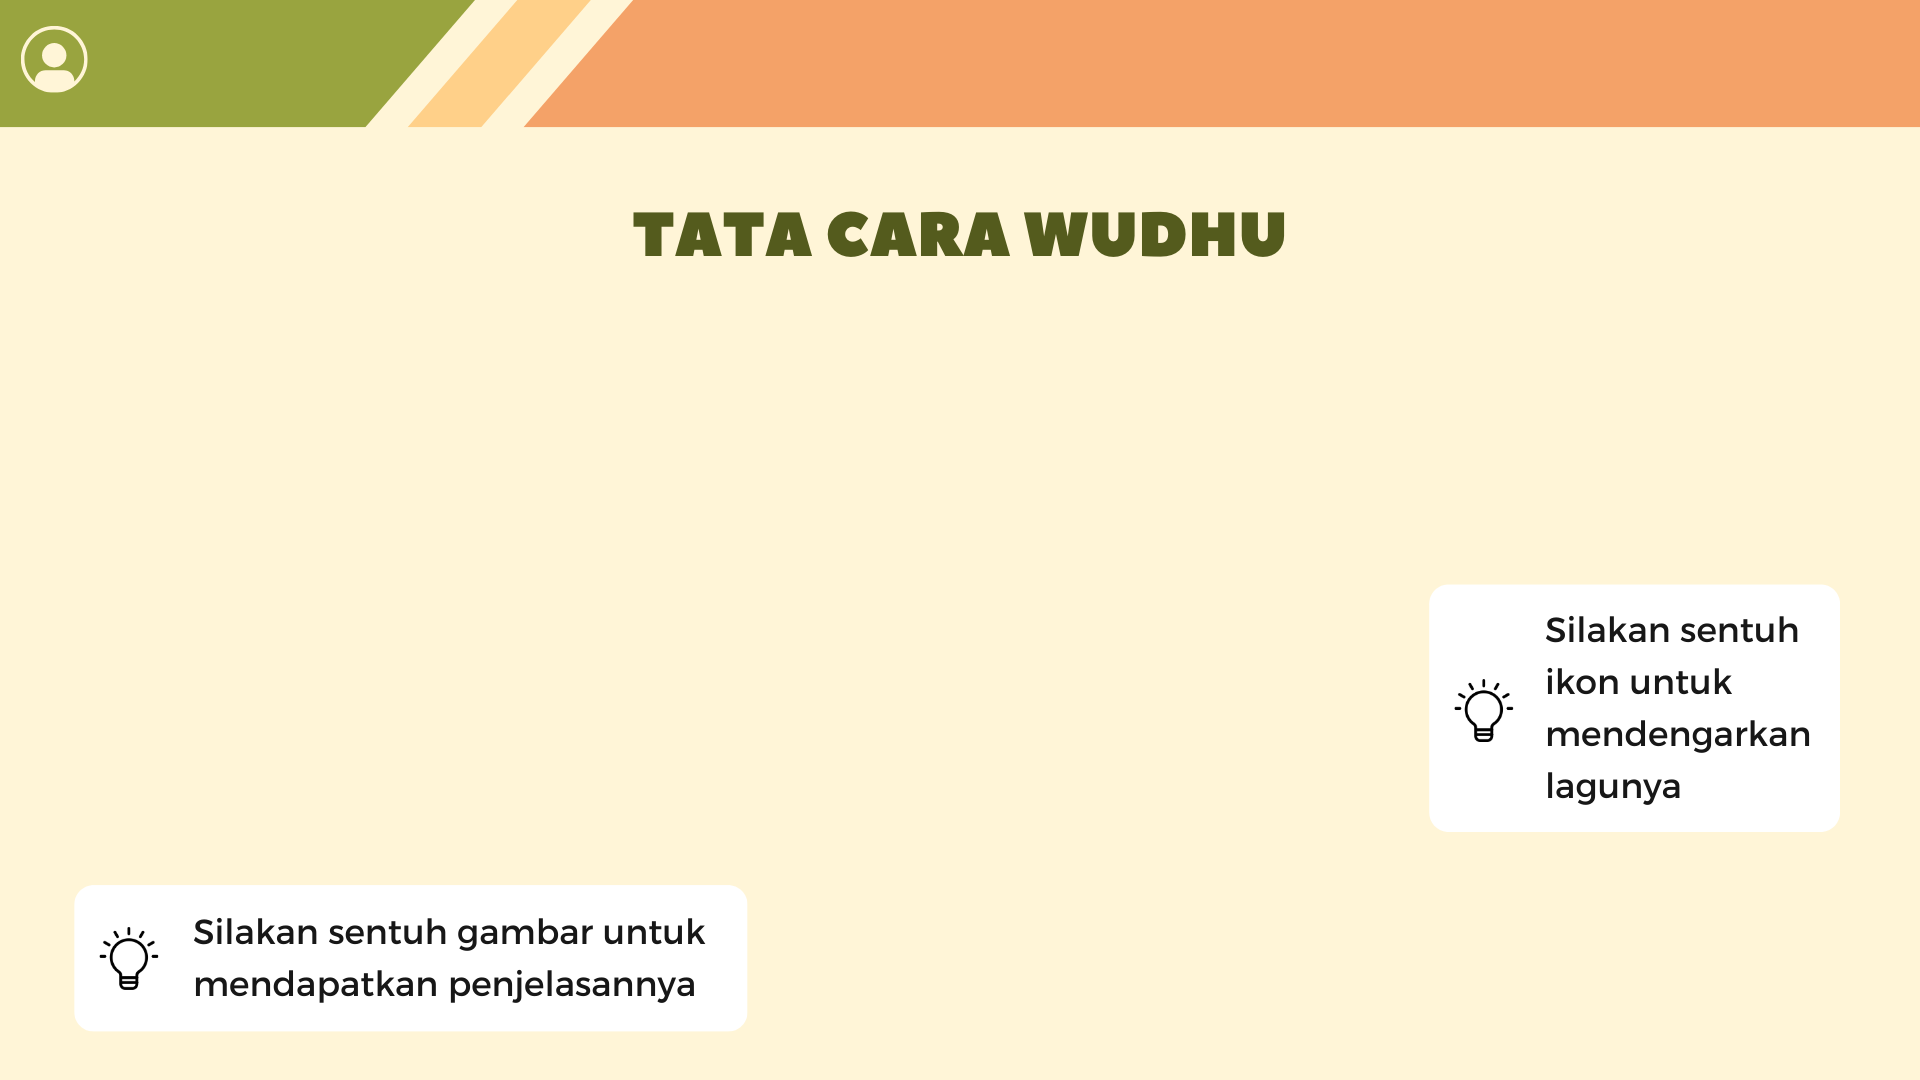 TATA CARA WUDHU
Silakan sentuh
ikon untuk
mendengarkan
lagunya
Silakan sentuh gambar untuk
mendapatkan penjelasannya